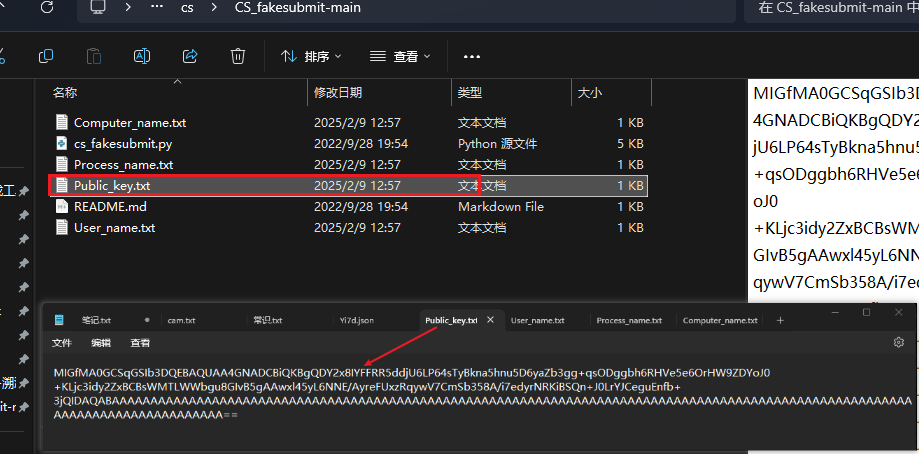 cs > CS_fakesubmit-main
在 CS_fakesubmit-main 中
排序
查看
名称 修改日期 类型 大小
Computer_name.txt 2025/2/9 12:57 文本文档 1 KB
cs_fakesubmit.py 2022/9/28 19:54 Python 源文件 5 KB
Process_name.txt 2025/2/9 12:57 文本文档 1 KB
Public_key.txt 2025/2/9 12:57 文本文档 1 KB
README.md 2022/9/28 19:54 Markdown File 1 KB
User_name.txt 2025/2/9 12:57 文本文档 1 KB
MIGfMA0GCSqGSIb3D
4GNADCBiQKBgQDY2
jU6LP64sTyBkna5hnu5
+qsODggbh6RHVe5e6
oJ0
+KLjc3idy2ZxBCBsWM
GIvB5gAAwxl45yL6NN
qywV7CmSb358A/i7ed
笔记.txt cam.txt 常识.txt Yi7d.json Public_key.txt User_name.txt Process_name.txt Computer_name.txt
文件 编辑 查看
MIGfMA0GCSqGSIb3DQEBAQUAA4GNADCBiQKBgQDY2x8IYFFRR5ddjU6LP64sTyBkna5hnu5D6yaZb3gg+qsODggbh6RHVe5e6OrHW9ZDYoJ0
+KLjc3idy2ZxBCBsWMTLWWbgu8GIvB5gAAwxl45yL6NNE/AyreFUxzRqywV7CmSb358A/i7edyrNRKiBSQn+J0LrYJCeguEnfb+